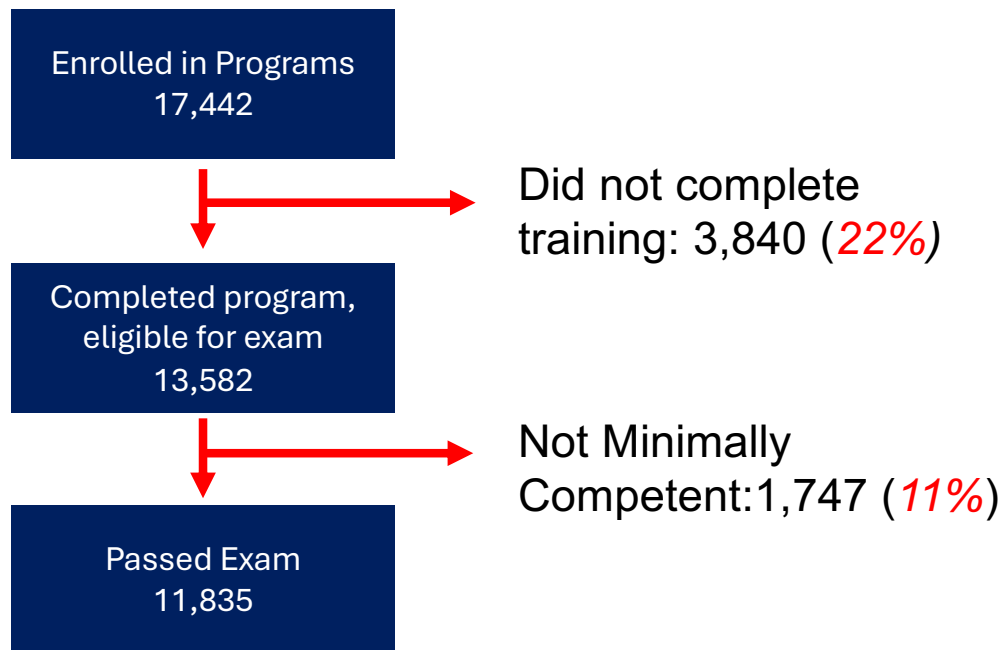 Enrolled in Programs
17,442
Did not complete
training: 3,840 (22%)
Completed program,
eligible for exam
13,582
Not Minimally
Competent:1,747 (11%)
Passed Exam
11,835